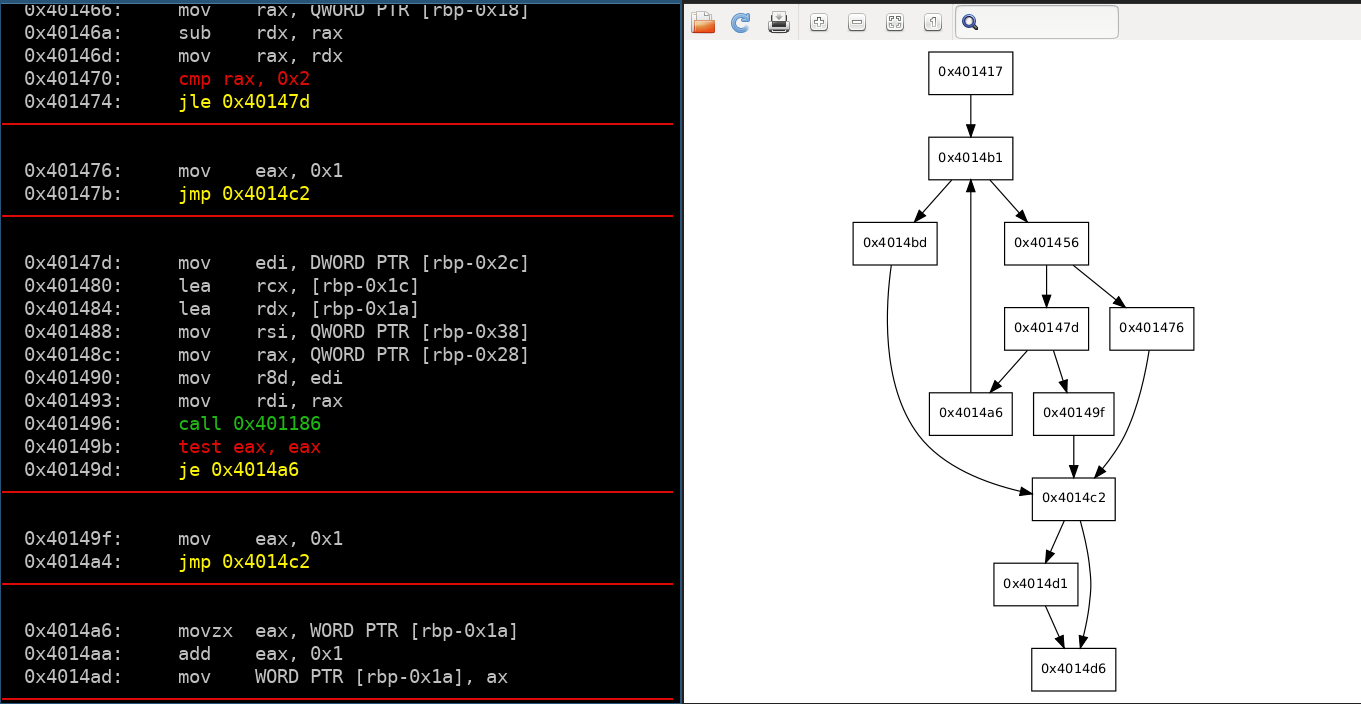 0x401466: mov rax, QWORD PTR [rbp-0x18]
0x40146a: sub rdx, rax
0x40146d: mov rax, rdx
0x401470: cmp rax, 0x2
0x401474: jle 0x40147d
0x401476: mov eax, 0x1
0x40147b: jmp 0x4014c2
0x40147d: mov edi, DWORD PTR [rbp-0x2c]
0x401480: lea rcx, [rbp-0x1c]
0x401484: lea rdx, [rbp-0x1a]
0x401488: mov rsi, QWORD PTR [rbp-0x38]
0x40148c: mov rax, QWORD PTR [rbp-0x28]
0x401490: mov r8d, edi
0x401493: mov rdi, rax
0x401496: call 0x401186
0x40149b: test eax, eax
0x40149d: je 0x4014a6
0x40149f: mov eax, 0x1
0x4014a4: jmp 0x4014c2
0x4014a6: movzx eax, WORD PTR [rbp-0x1a]
0x4014aa: add eax, 0x1
0x4014ad: mov WORD PTR [rbp-0x1a], ax
1
0x401417
0x4014b1
0x4014bd
0x401456
0x40147d
0x401476
0x4014a6
0x40149f
0x4014c2
0x4014d1
0x4014d6